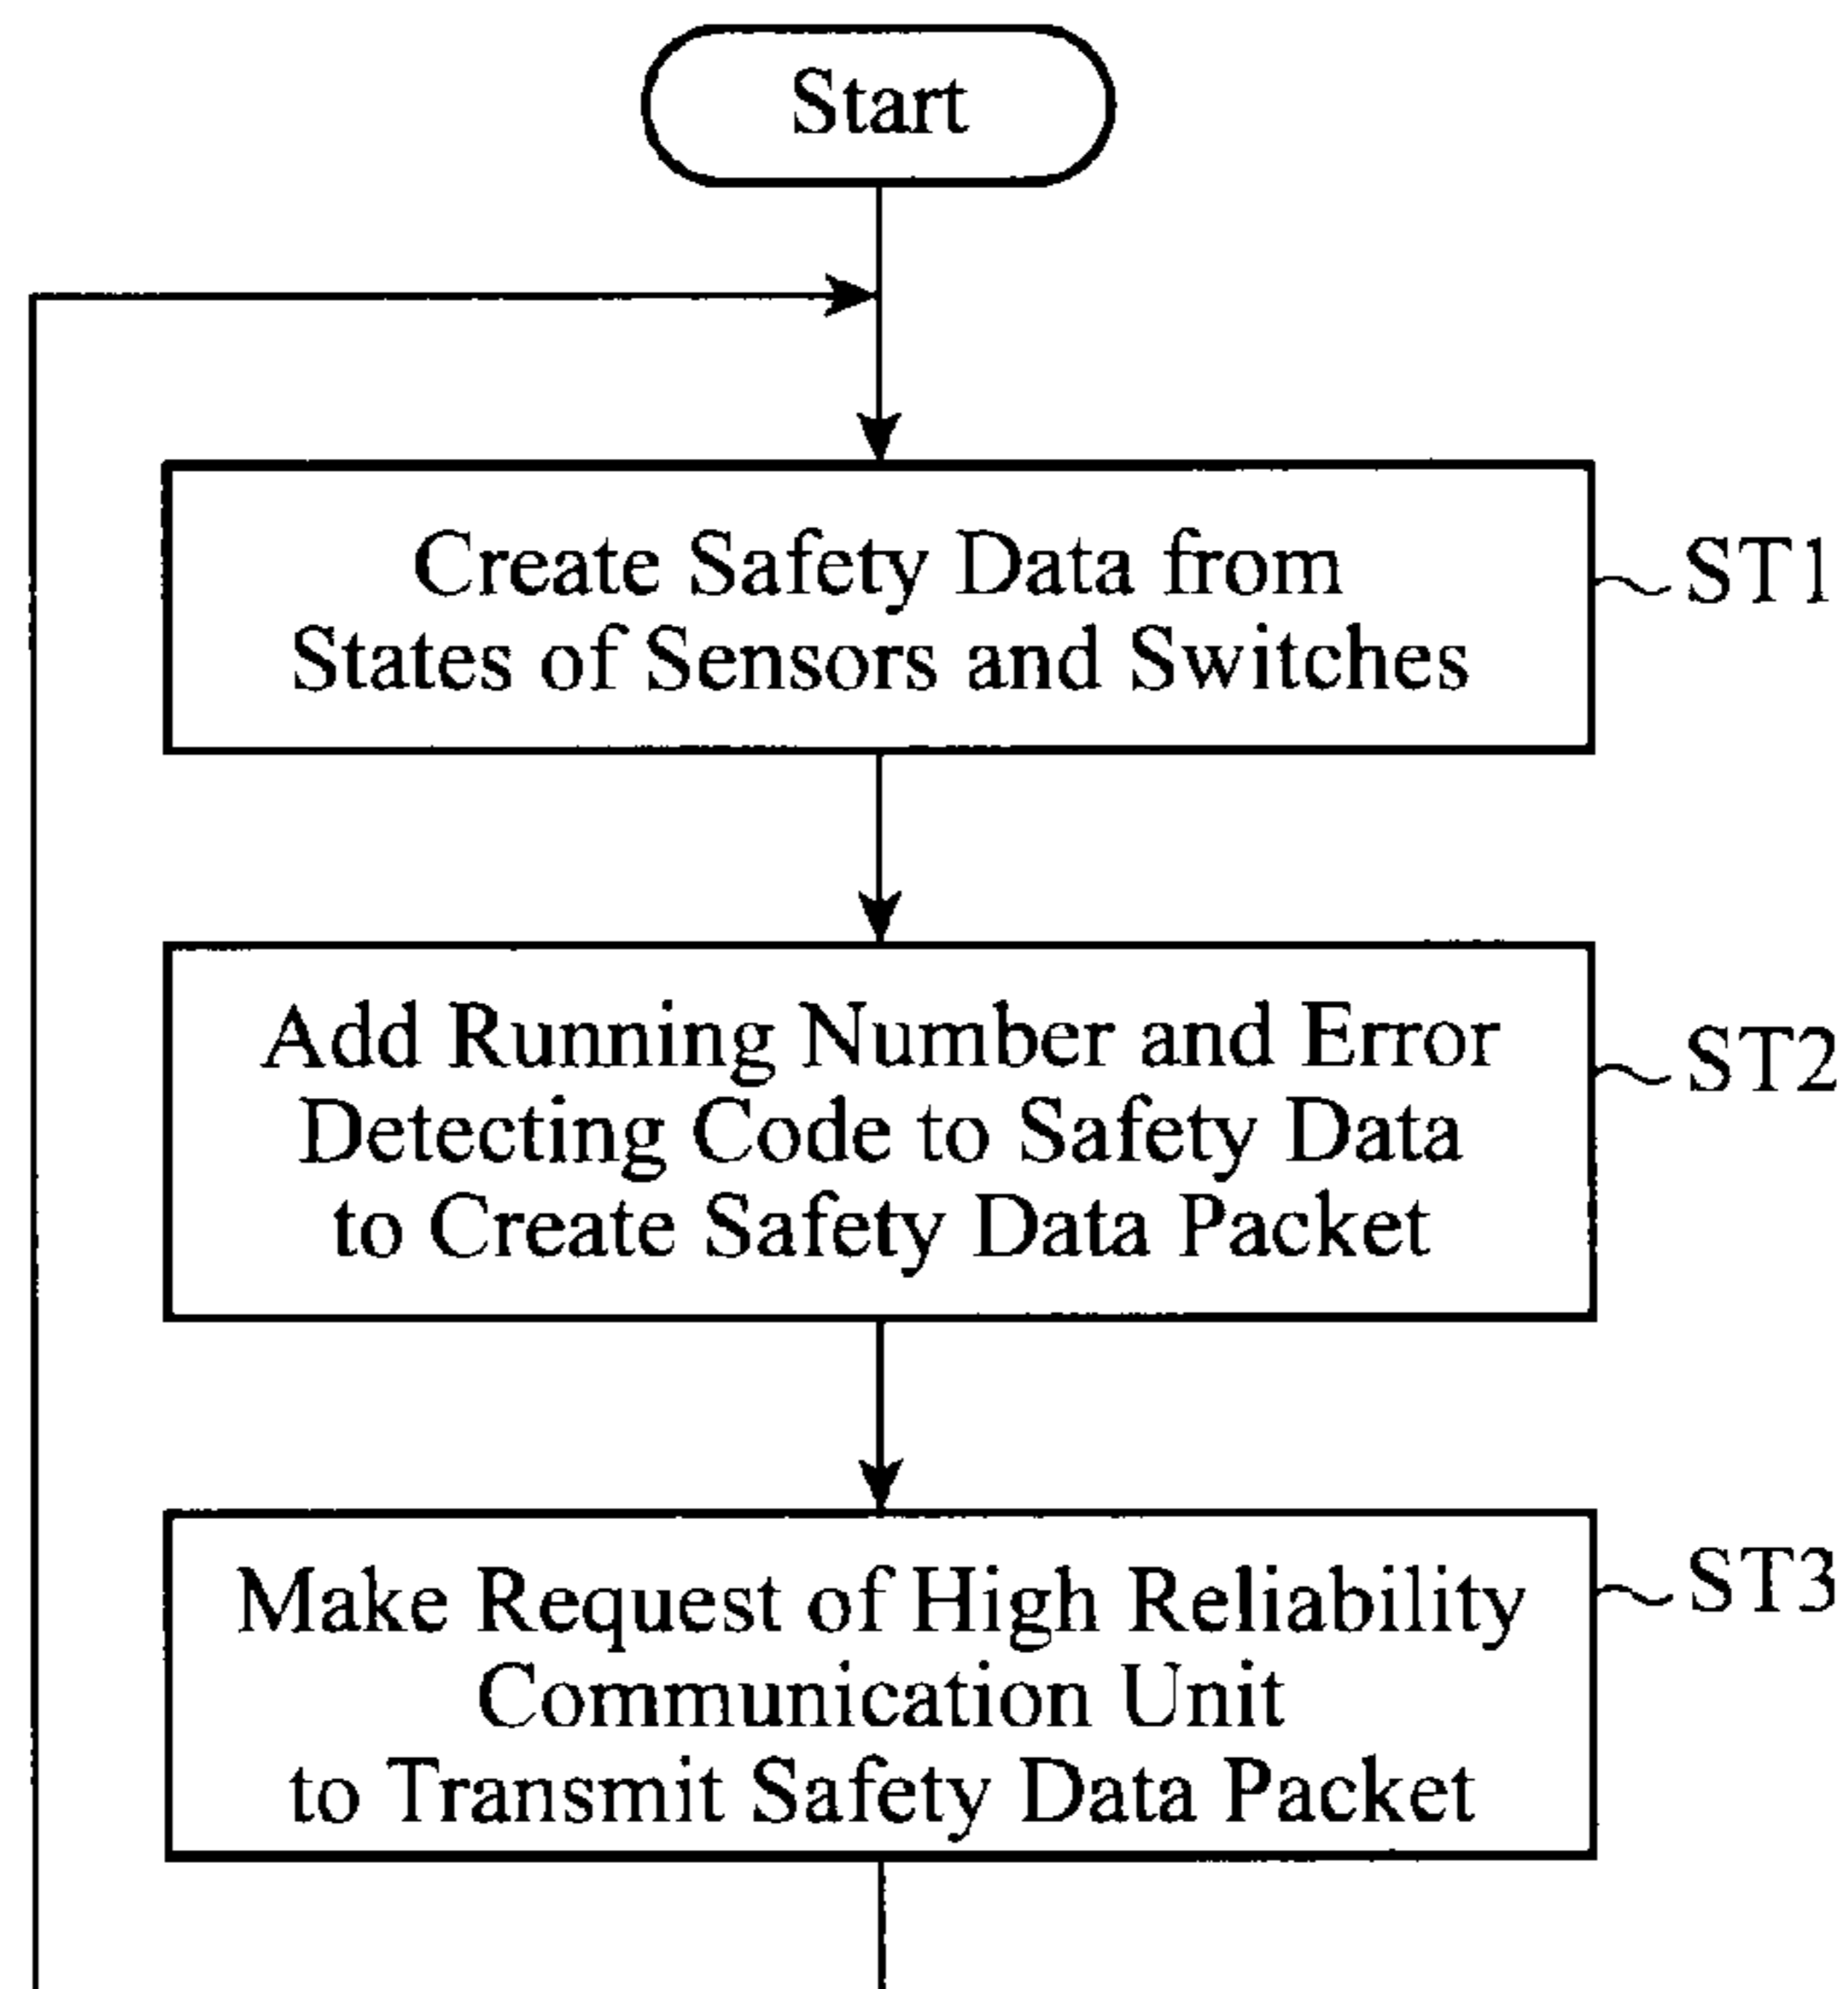 Start
Create Safety Data from
States of Sensors and Switches
ST1
Add Running Number and Error
Detecting Code to Safety Data
to Create Safety Data Packet
ST2
Make Request of High Reliability
Communication Unit
to Transmit Safety Data Packet
ST3